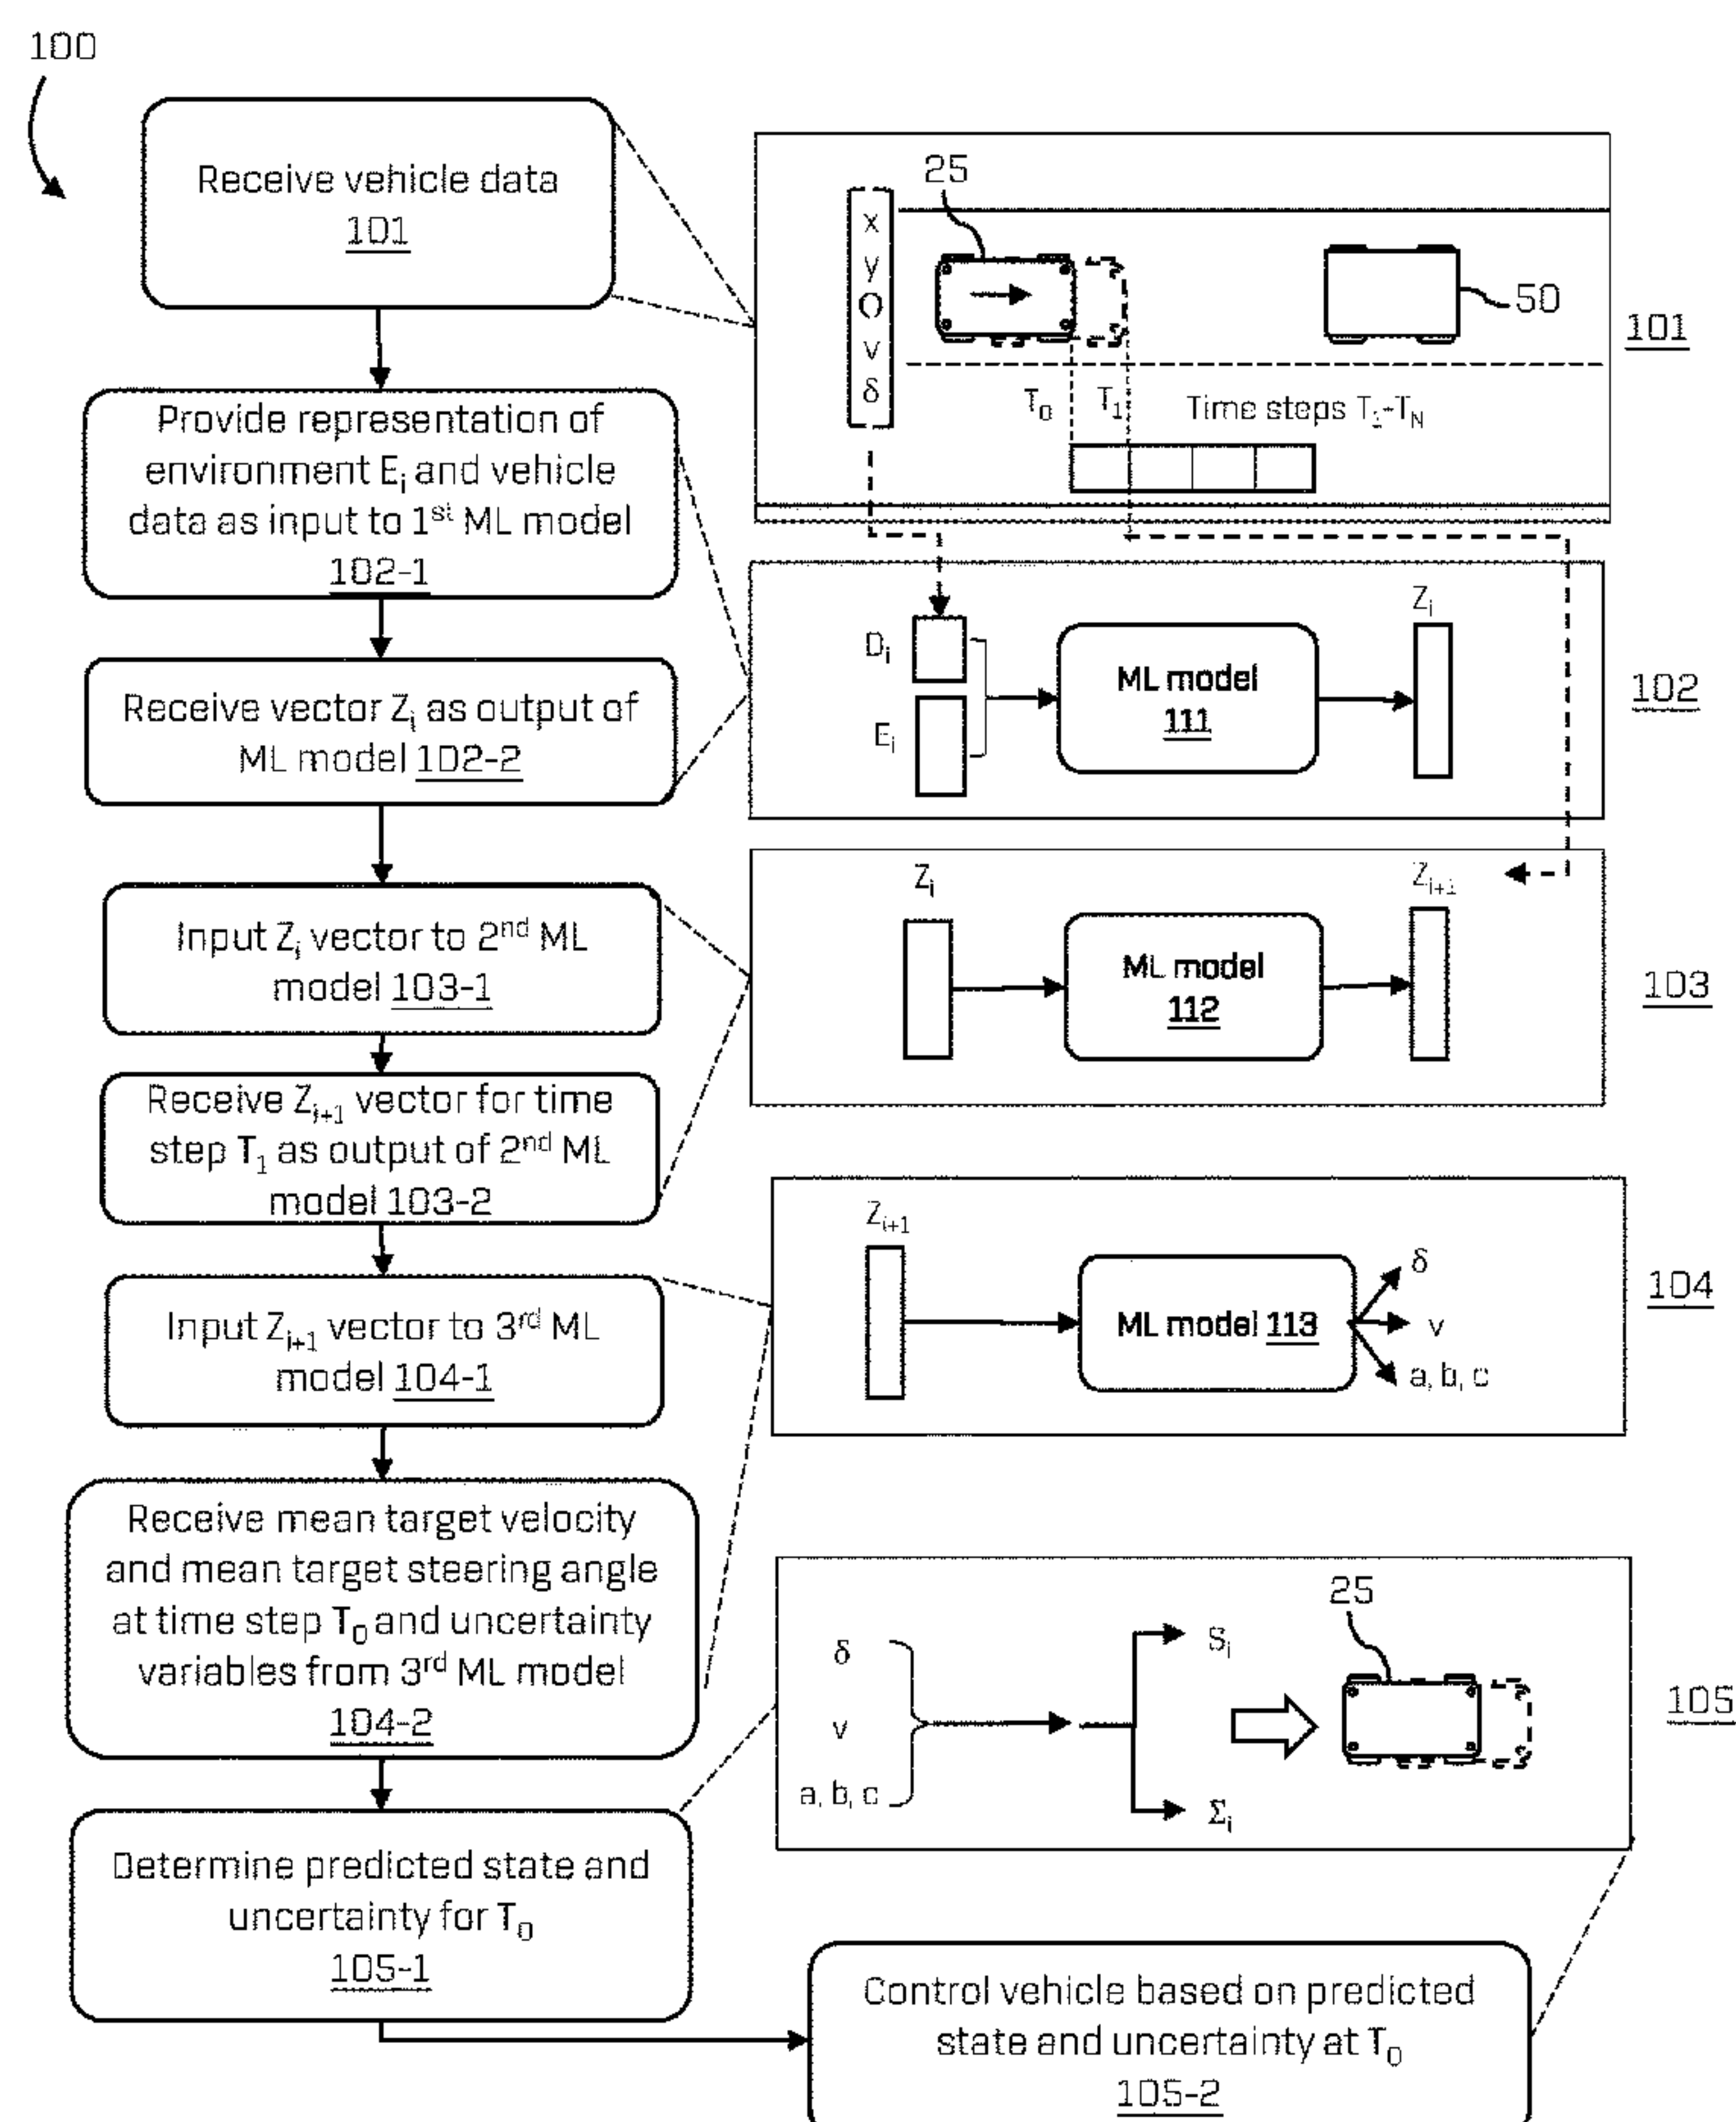 100
Receive vehicle data
101
25
x
y
Θ
v
δ
50
101
T₀
T₁
Time steps T₁-T_N
Provide representation of
environment Eᵢ and vehicle
data as input to 1ˢᵗ ML model
102-1
Receive vector Zᵢ as output of
ML model 102-2
Dᵢ
Eᵢ
ML model
111
Zᵢ
102
Input Zᵢ vector to 2ⁿᵈ ML
model 103-1
Receive Zᵢ₊₁ vector for time
step T₁ as output of 2ⁿᵈ ML
model 103-2
Zᵢ
ML model
112
Zᵢ₊₁
103
Input Zᵢ₊₁ vector to 3ʳᵈ ML
model 104-1
Receive mean target velocity
and mean target steering angle
at time step T₀ and uncertainty
variables from 3ʳᵈ ML model
104-2
Zᵢ₊₁
ML model 113
δ
v
a, b, c
104
Determine predicted state and
uncertainty for T₀
105-1
δ
v
a, b, c
Sᵢ
Σᵢ
25
105
Control vehicle based on predicted
state and uncertainty at T₀
105-2